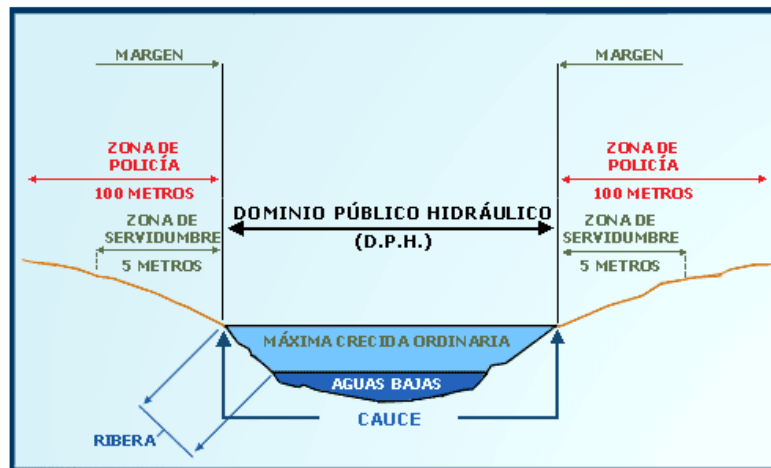 MARGEN
MARGEN
ZONA DE
POLICÍA
100 METROS
ZONA DE
POLICÍA
100 METROS
DOMINIO PÚBLICO HIDRÁULICO
(D.P.H.)
ZONA DE
SERVIDUMBRE
5 METROS
ZONA DE
SERVIDUMBRE
5 METROS
MÁXIMA CRECIDA ORDINARIA
AGUAS BAJAS
CAUCE
RIBERA